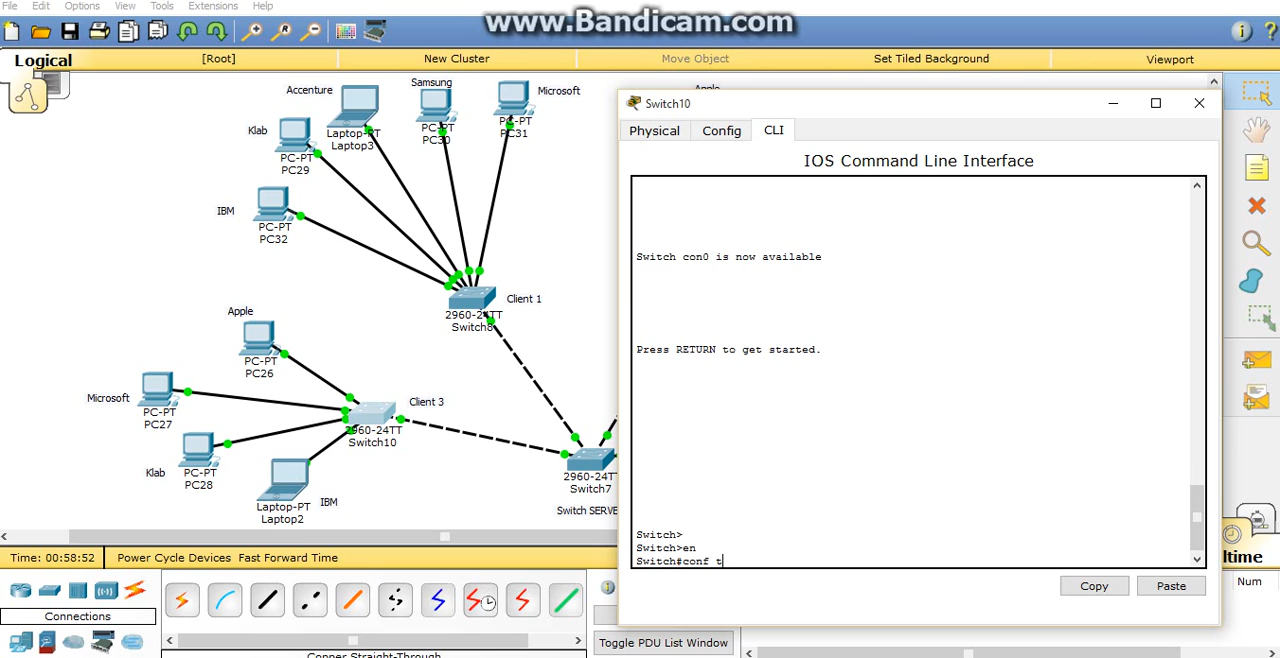 www.Bandicam.com
File Edit Options View Tools Extensions Help
Logical
[Root]
New Cluster
Move Object
Set Tiled Background
Viewport
Accenture
Samsung
Microsoft
Klab
Laptop-PT
Laptop3
PC-PT
PC30
PC-PT
PC31
PC-PT
PC29
IBM
PC-PT
PC32
Client 1
2960-24TT
Switch8
Apple
PC-PT
PC26
Microsoft
PC-PT
PC27
Client 3
2960-24TT
Switch10
Klab
PC-PT
PC28
Laptop-PT
Laptop2
IBM
2960-24TT
Switch7
Switch SERVE
Switch10
Physical
Config
CLI
IOS Command Line Interface
Switch con0 is now available
Press RETURN to get started.
Switch>
Switch>en
Switch#conf t
Copy
Paste
Time: 00:58:52
Power Cycle Devices Fast Forward Time
ltime
Connections
Num
Toggle PDU List Window
Copper Straight-Through